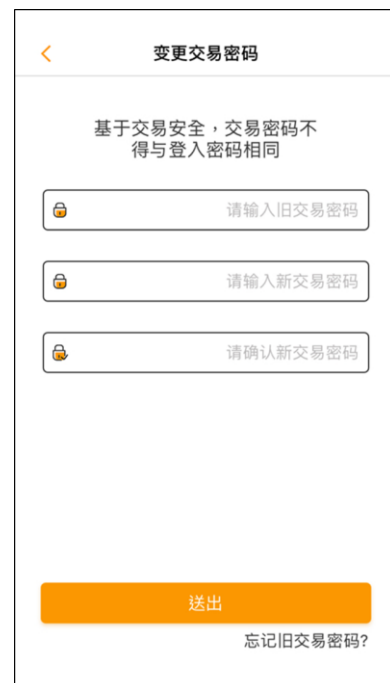 变更交易密码
基于交易安全，交易密码不
得与登入密码相同
请输入旧交易密码
请输入新交易密码
请确认新交易密码
送出
忘记旧交易密码?